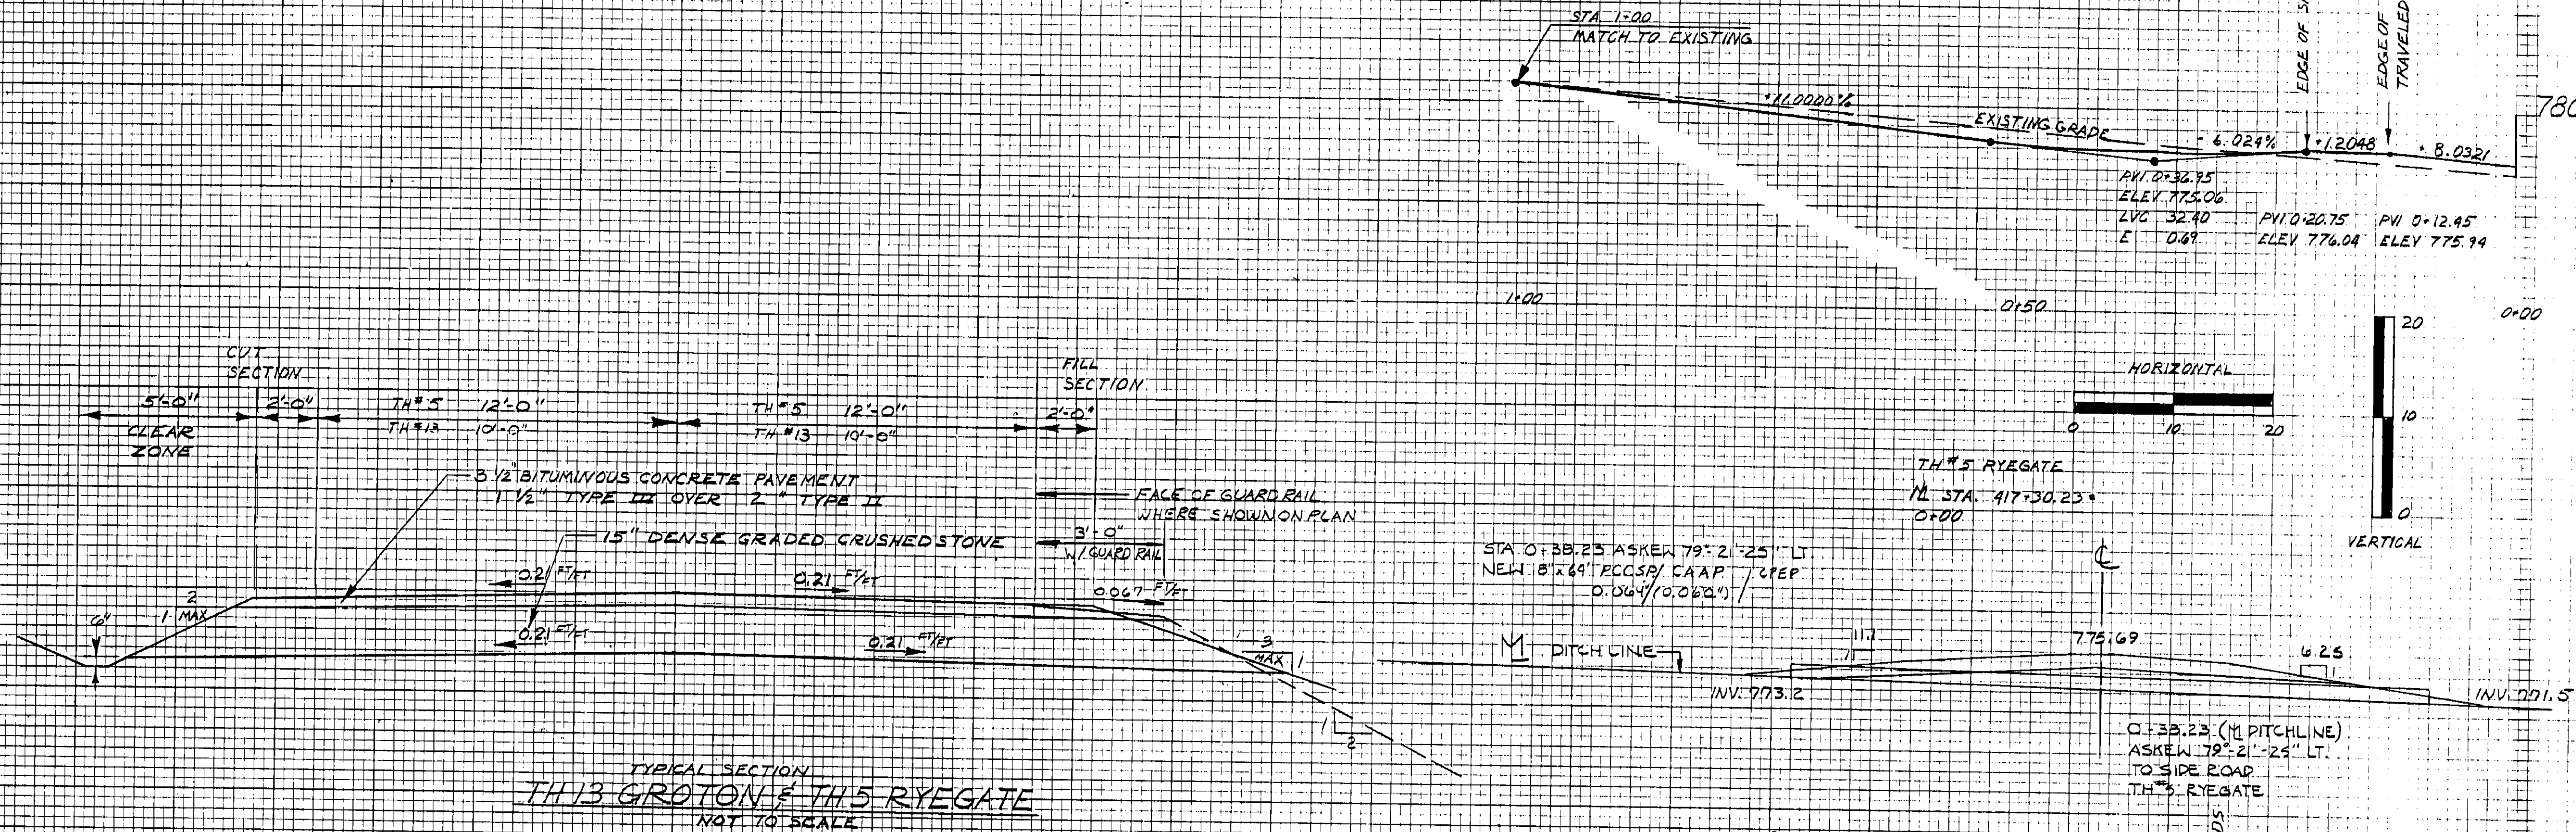 STA 1+00
MATCH TO EXISTING
+11.0000%
EXISTING GRADE
- 6.024%
+1.2048
+.8.0321
EDGE OF
EDGE OF
TRAVELED
780
PVI 0+36.95
ELEV 775.06
LVC 32.40
E 0.69
PVI 0+20.75
ELEV 776.04
PVI 0+12.45
ELEV 775.94
1+00
0+50
0+00
CUT
SECTION
FILL
SECTION
5'-0"
2'-0"
TH#5 12'-0"
TH#13 10'-0"
TH#5 12'-0"
TH#13 10'-0"
2'-0"
CLEAR
ZONE
3 1/2" BITUMINOUS CONCRETE PAVEMENT
1 1/2" TYPE III OVER 2" TYPE II
FACE OF GUARD RAIL
WHERE SHOWN ON PLAN
15" DENSE GRADED CRUSHED STONE
3'-0"
W/GUARD RAIL
0.21 FT/FT
0.21 FT/FT
0.067 FT/FT
0.21 FT/FT
0.21 FT/FT
2
1 MAX
6"
3
MAX 1
1
2
TYPICAL SECTION
TH 13 GROTON & TH 5 RYEGATE
NOT TO SCALE
HORIZONTAL
0 10 20
20
10
0
VERTICAL
TH#5 RYEGATE
ML STA. 417+30.23 =
0+00
STA 0+38.23 ASKEW 79°-21'-25" LT
NEW 8"x64' PCCSP/ CAAP / CPEP
0.064"/(0.060")
DITCH LINE
11.1
1
775.69
6.25
1
INV. 773.2
INV. 771.5
℄
0+38.23 (ML DITCHLINE)
ASKEW 79°-21'-25" LT.
TO SIDE ROAD
TH#5 RYEGATE